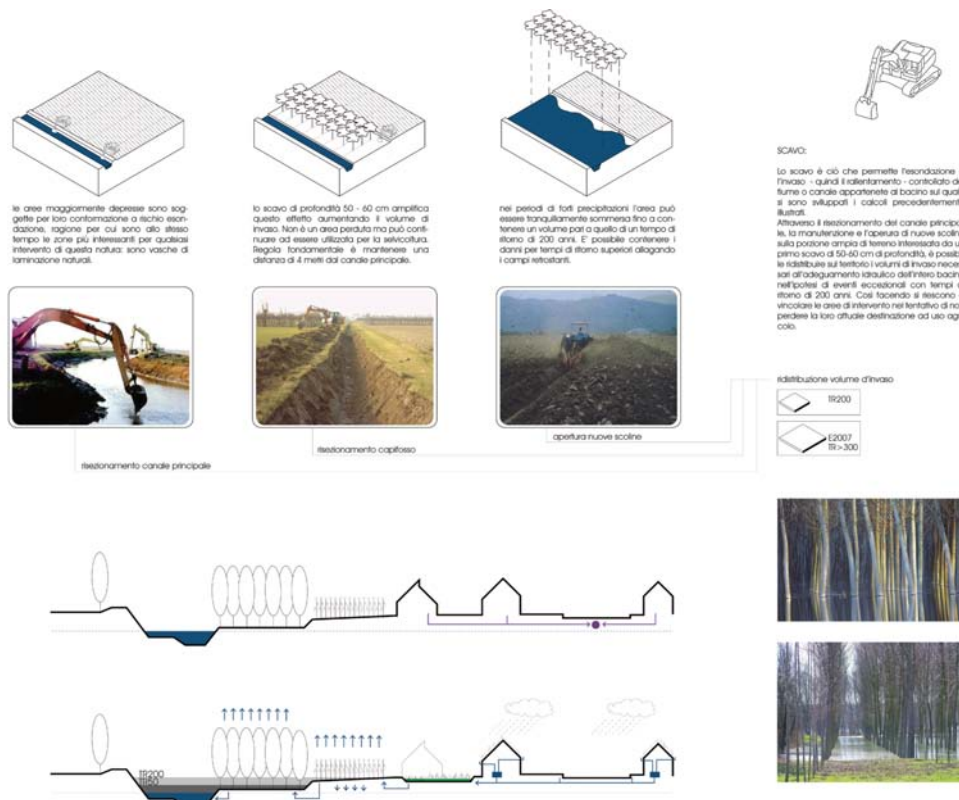 le aree maggiormente depresse sono sog-
gette per loro conformazione a rischio eson-
dazione, ragione per cui sono allo stesso
tempo le zone più interessanti per qualsiasi
intervento di questa natura: sono vasche di
laminazione naturali.
lo scavo di profondità 50 - 60 cm amplifica
questo effetto aumentando il volume di
invaso. Non è un area perduta ma può conti-
nuare ad essere utilizzata per la selvicoltura.
Regola fondamentale è mantenere una
distanza di 4 metri dal canale principale.
nei periodi di forti precipitazioni l'area può
essere tranquillamente sommersa fino a con-
tenere un volume pari a quello di un tempo di
ritorno di 200 anni. E' possibile contenere i
danni per tempi di ritorno superiori allagando
i campi retrostanti.
SCAVO:
Lo scavo è ciò che permette l'esondazione
l'invaso - quindi il rallentamento - controllato de
fiume o canale appartenete al bacino sul quale
si sono sviluppati i calcoli precedentement
illustrati.
Attraverso il risezionamento del canale principa-
le, la manutenzione e l'aperura di nuove scoline
sulla porzione ampia di terreno interessata da u
primo scavo di 50-60 cm di profondità, è possibi-
le ridistribuire sul territorio i volumi di invaso neces
sari all'adeguamento idraulico dell'intero bacino
nell'ipotesi di eventi eccezionali con tempi d
ritorno di 200 anni. Così facendo si riescono
vincolare le aree di intervento nel tentativo di no
perdere la loro attuale destinazione ad uso agri
colo.
ridistribuzione volume d'invaso
TR200
E2007
TR>300
apertura nuove scoline
risezionamento capifosso
risezionamento canale principale
TR200
TR50